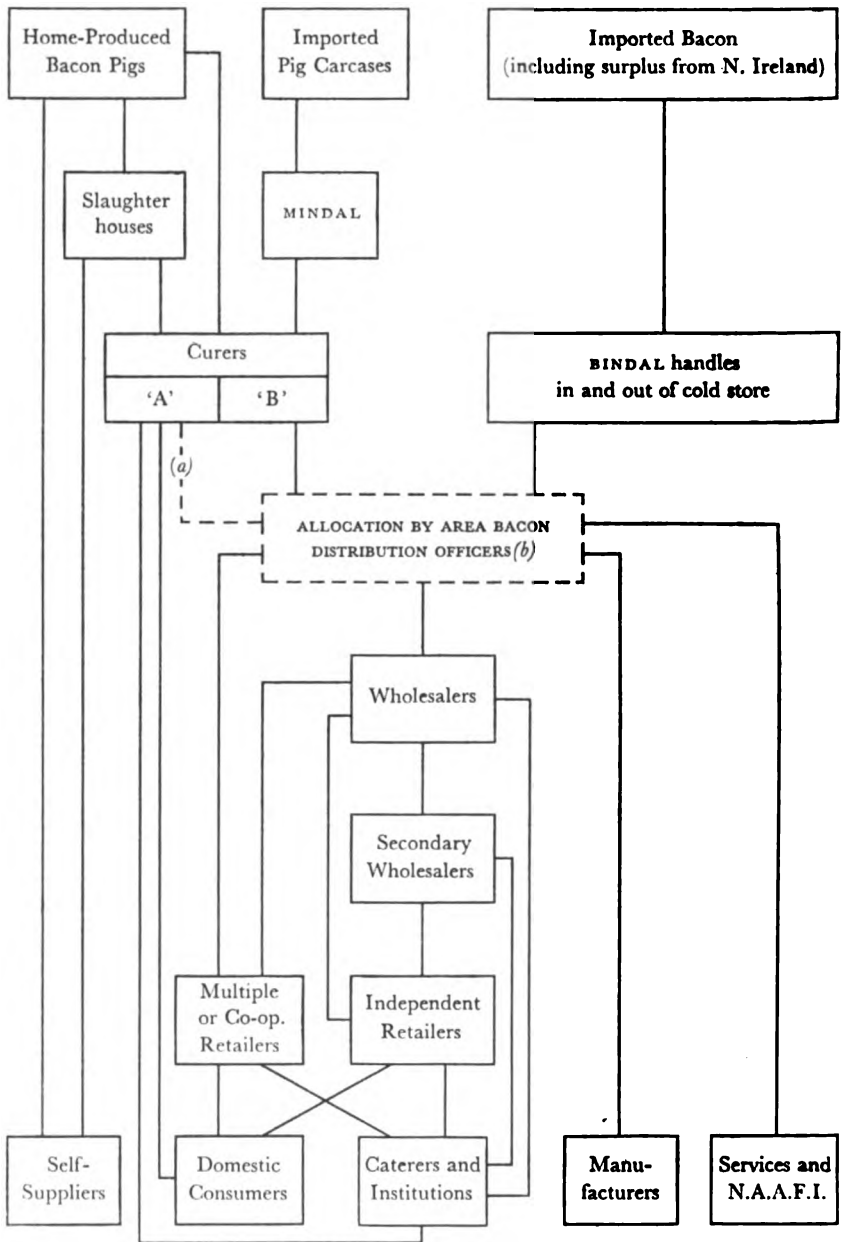 Home-Produced
Bacon Pigs
Imported
Pig Carcases
Imported Bacon
(including surplus from N. Ireland)
Slaughter
houses
MINDAL
Curers
'A'
'B'
BINDAL handles
in and out of cold store
(a)
ALLOCATION BY AREA BACON
DISTRIBUTION OFFICERS (b)
Wholesalers
Secondary
Wholesalers
Multiple
or Co-op.
Retailers
Independent
Retailers
Self-
Suppliers
Domestic
Consumers
Caterers and
Institutions
Manu-
facturers
Services and
N.A.A.F.I.